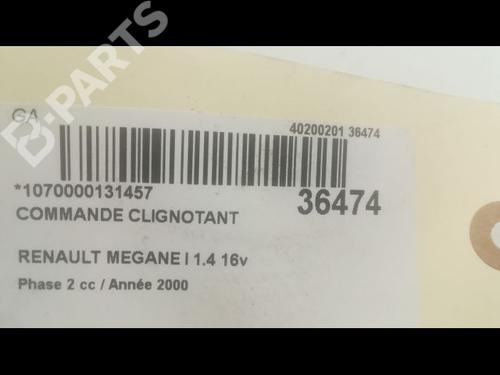 B-PARTS
GA
40200201 36474
*1070000131457
36474
COMMANDE CLIGNOTANT
RENAULT MEGANE I 1.4 16v
Phase 2 cc / Année 2000